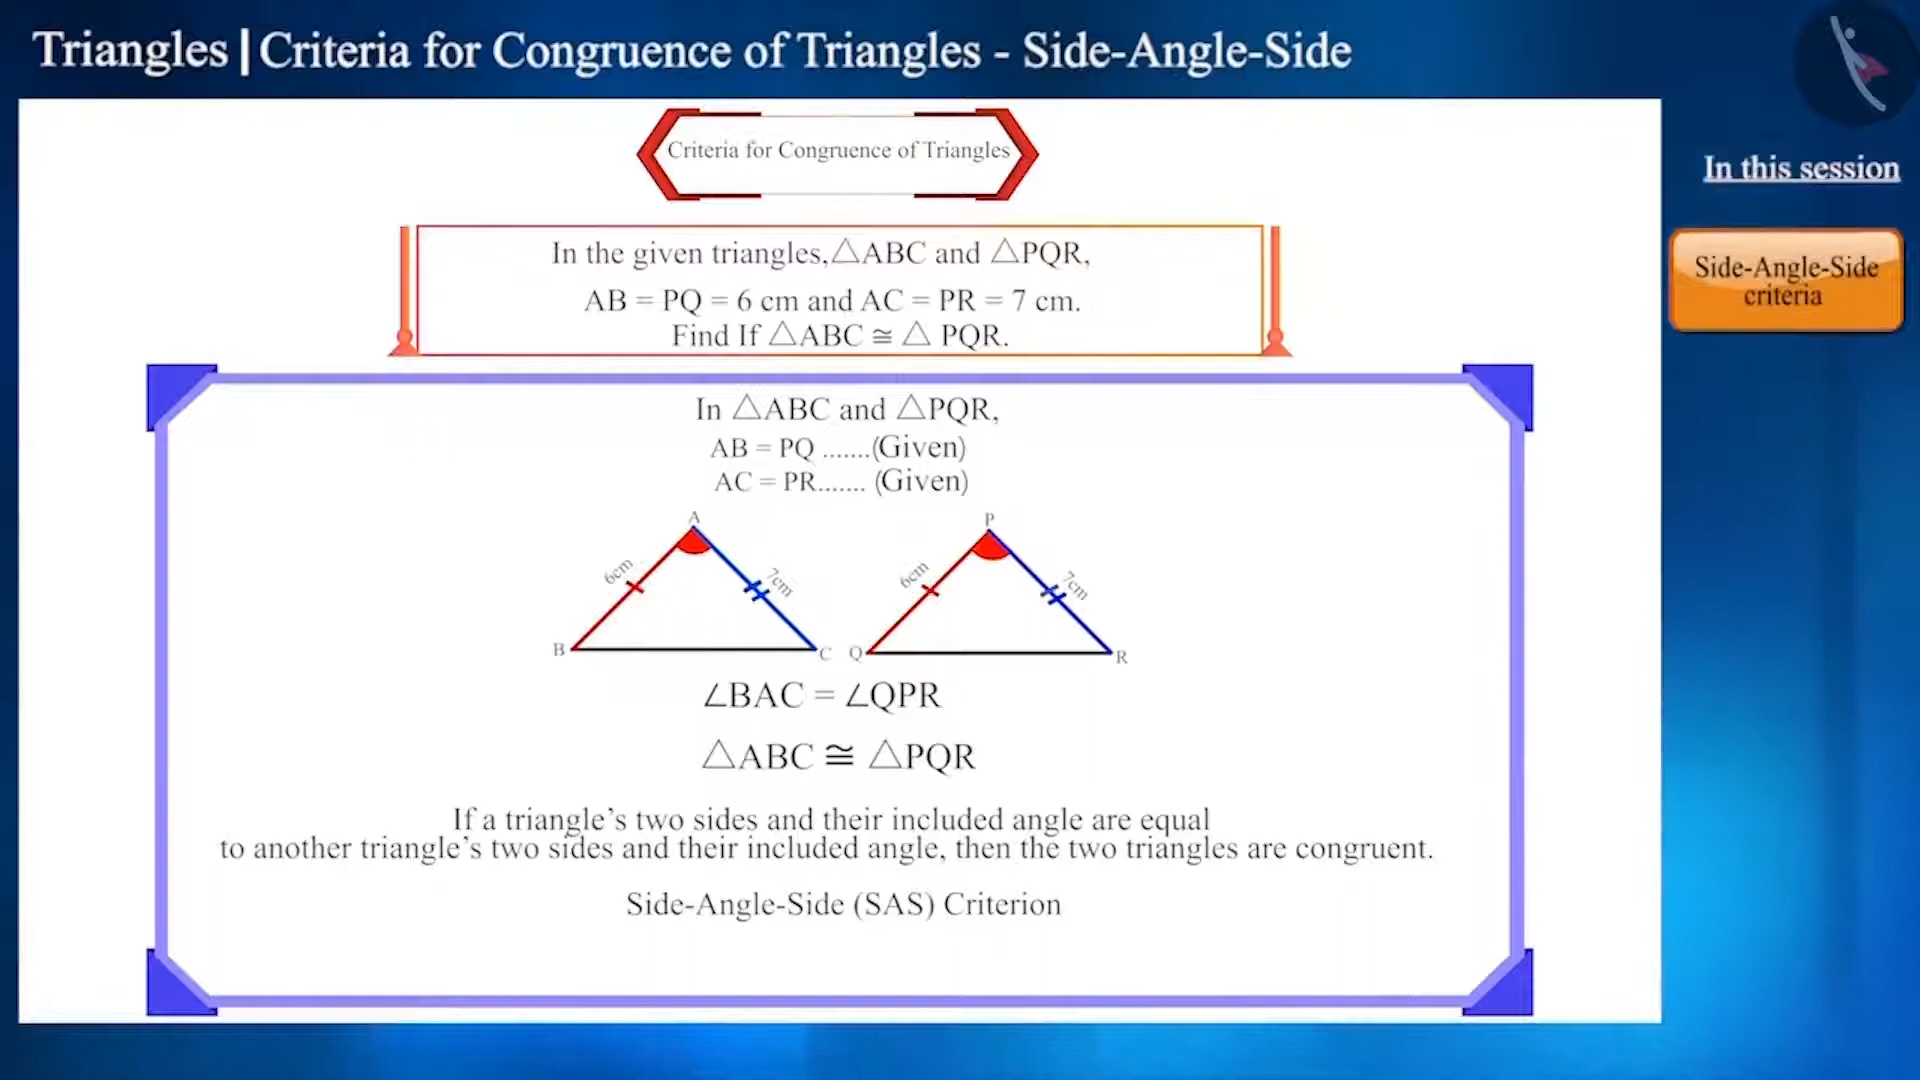 Triangles | Criteria for Congruence of Triangles - Side-Angle-Side
Criteria for Congruence of Triangles
In this session
Side-Angle-Side
criteria
In the given triangles,△ABC and △PQR,
AB = PQ = 6 cm and AC = PR = 7 cm.
Find If △ABC ≅ △ PQR.
In △ABC and △PQR,
AB = PQ .......(Given)
AC = PR....... (Given)
A
P
6cm
7cm
6cm
7cm
B
C
Q
R
∠BAC = ∠QPR
△ABC ≅ △PQR
If a triangle’s two sides and their included angle are equal
to another triangle’s two sides and their included angle, then the two triangles are congruent.
Side-Angle-Side (SAS) Criterion